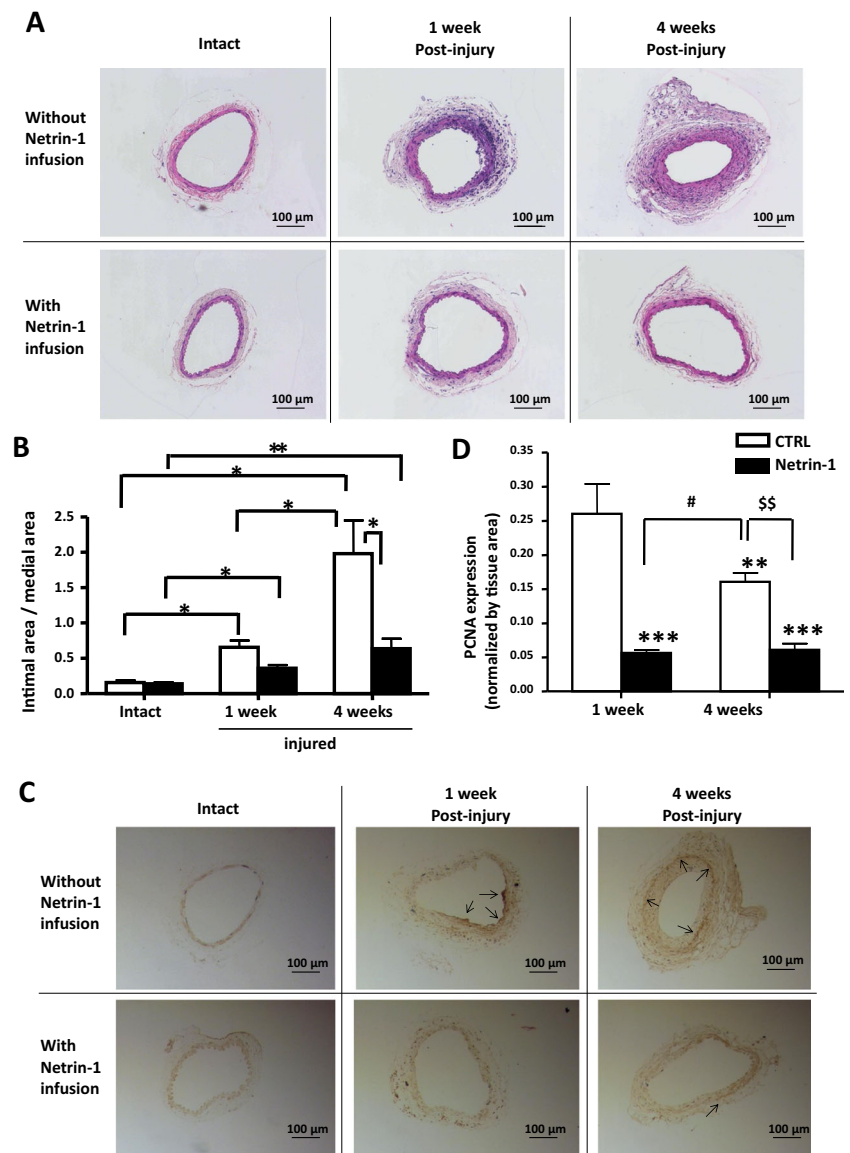 A
Intact
1 week
Post-injury
4 weeks
Post-injury
Without
Netrin-1
infusion
100 µm
100 µm
100 µm
With
Netrin-1
infusion
100 µm
100 µm
100 µm
B
**
*
*
*
*
*
Intimal area / medial area
2.5
2.0
1.5
1.0
0.5
0.0
Intact
1 week
4 weeks
injured
D
CTRL
Netrin-1
PCNA expression
(normalized by tissue area)
0.35
0.30
0.25
0.20
0.15
0.10
0.05
0.00
#
$$
**
***
***
1 week
4 weeks
C
Intact
1 week
Post-injury
4 weeks
Post-injury
Without
Netrin-1
infusion
100 µm
100 µm
100 µm
With
Netrin-1
infusion
100 µm
100 µm
100 µm